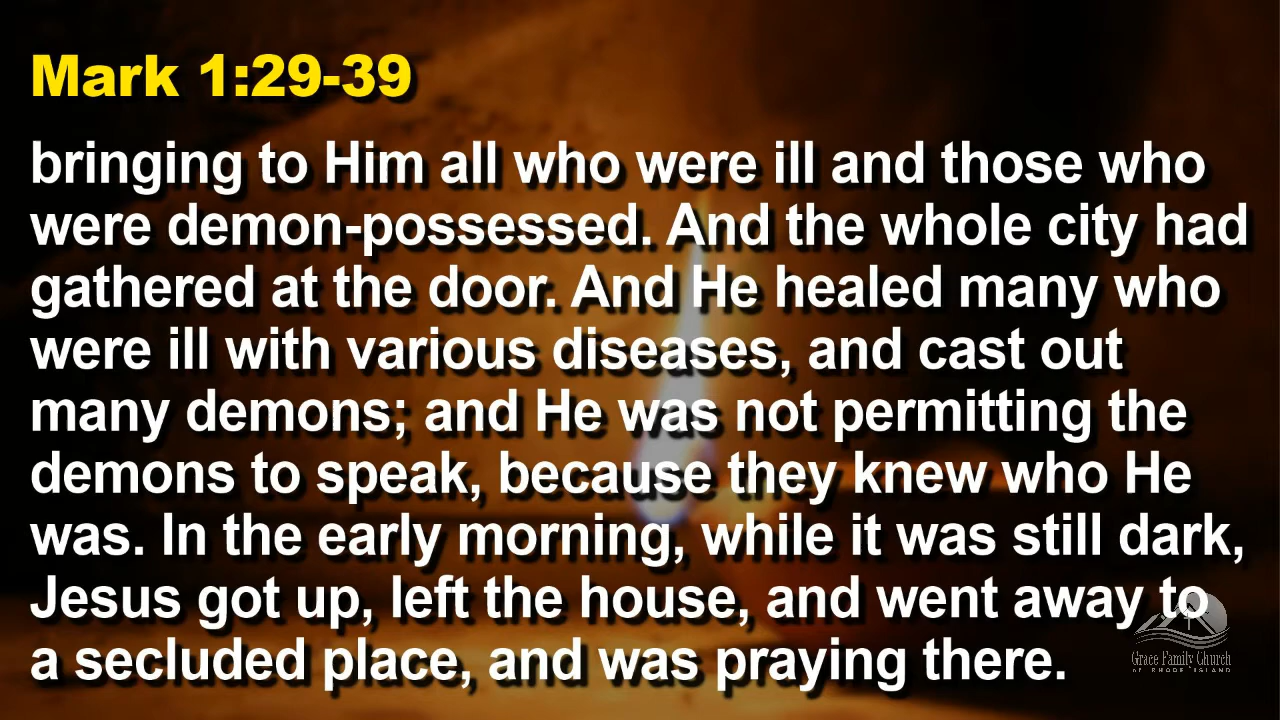 Mark 1:29-39
bringing to Him all who were ill and those who
were demon-possessed. And the whole city had
gathered at the door. And He healed many who
were ill with various diseases, and cast out
many demons; and He was not permitting the
demons to speak, because they knew who He
was. In the early morning, while it was still dark,
Jesus got up, left the house, and went away to
a secluded place, and was praying there.
Grace Family Church
OF RHODE ISLAND